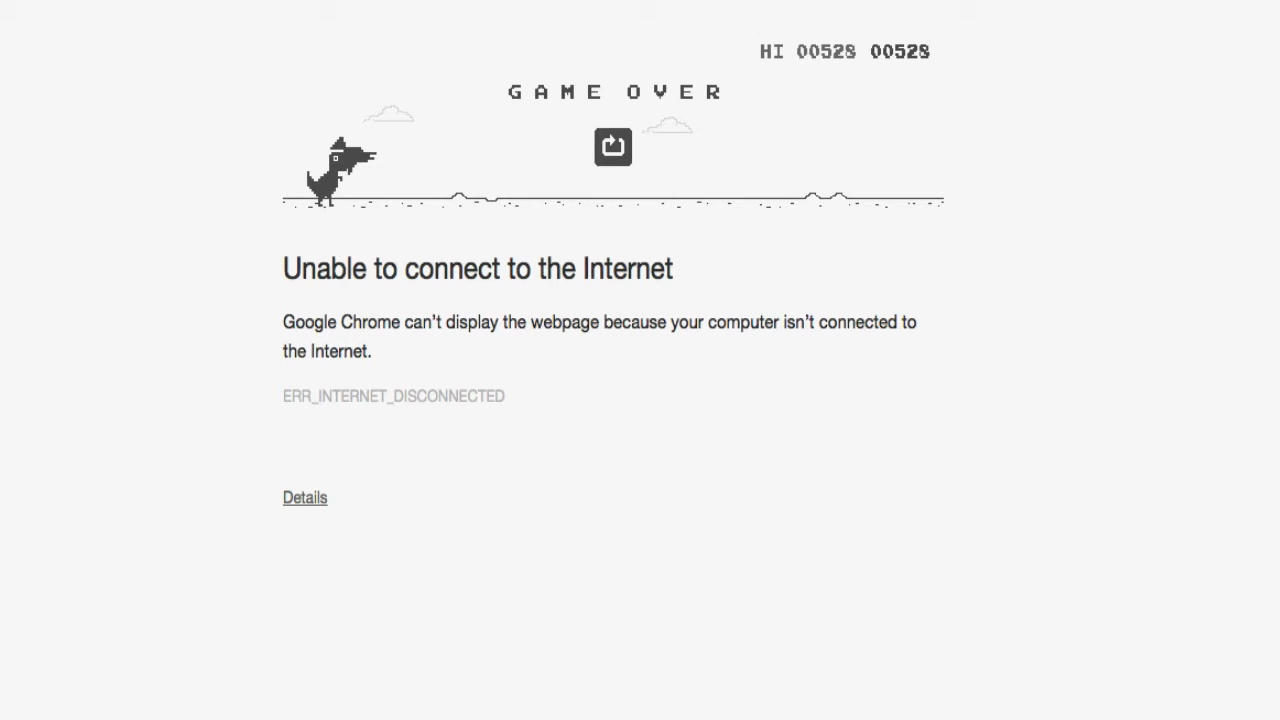 HI 00528 00528
GAME OVER
Unable to connect to the Internet
Google Chrome can’t display the webpage because your computer isn’t connected to
the Internet.
ERR_INTERNET_DISCONNECTED
Details